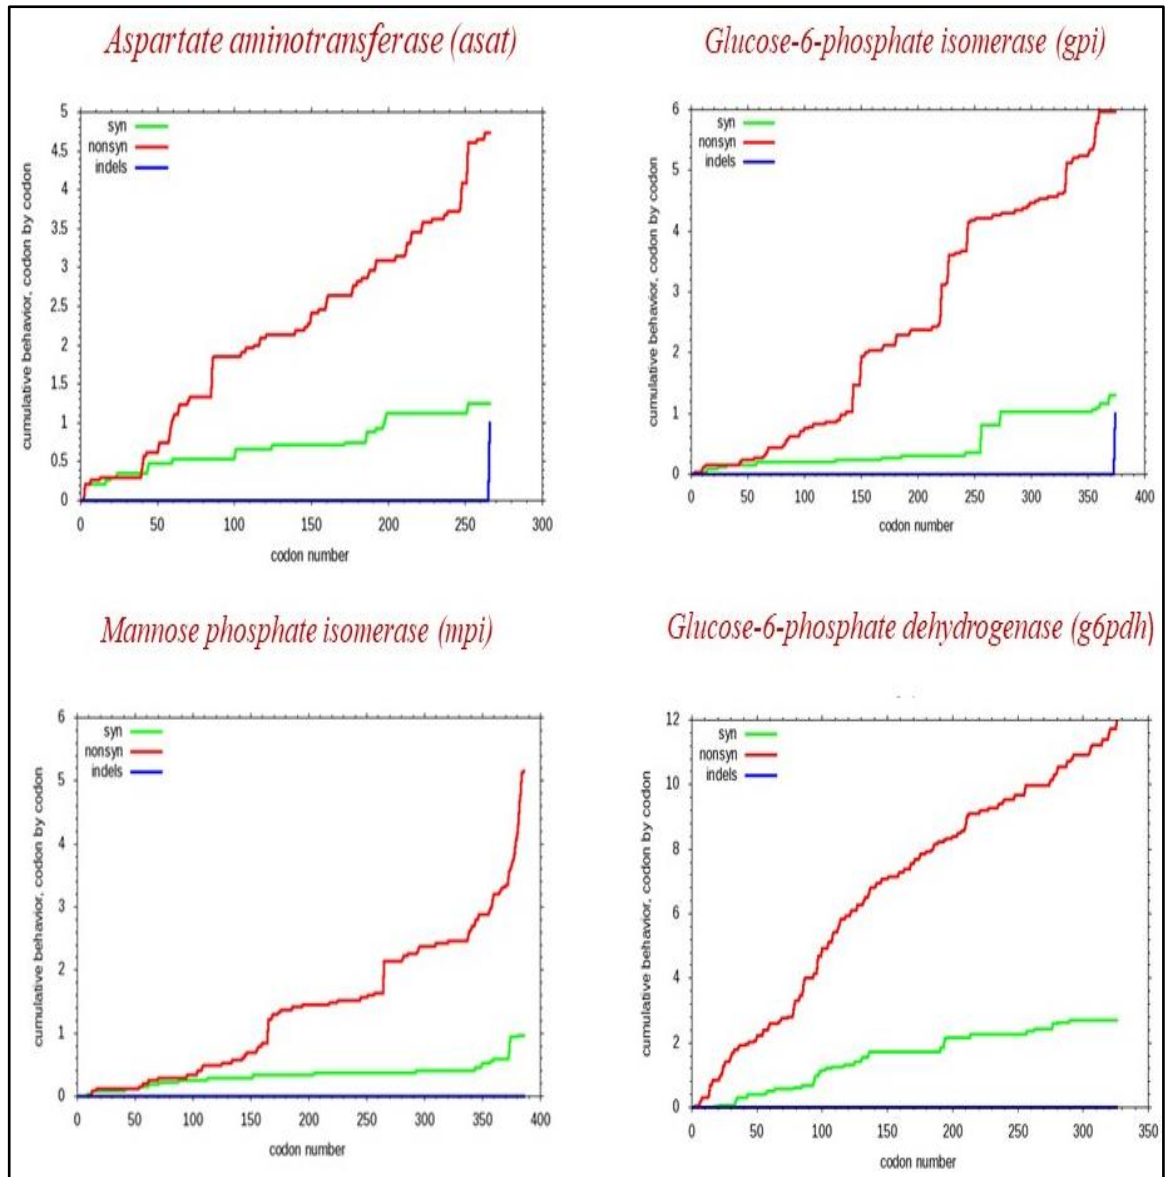 Aspartate aminotransferase (asat)
Glucose-6-phosphate isomerase (gpi)
5
4.5
4
3.5
3
2.5
2
1.5
1
0.5
0
syn
nonsyn
indels
cumulative behavior, codon by codon
0 50 100 150 200 250 300
codon number
6
5
4
3
2
1
0
syn
nonsyn
indels
cumulative behavior, codon by codon
0 50 100 150 200 250 300 350 400
codon number
Mannose phosphate isomerase (mpi)
Glucose-6-phosphate dehydrogenase (g6pdh)
6
5
4
3
2
1
0
syn
nonsyn
indels
cumulative behavior, codon by codon
0 50 100 150 200 250 300 350 400
codon number
12
10
8
6
4
2
0
syn
nonsyn
indels
cumulative behavior, codon by codon
0 50 100 150 200 250 300 350
codon number